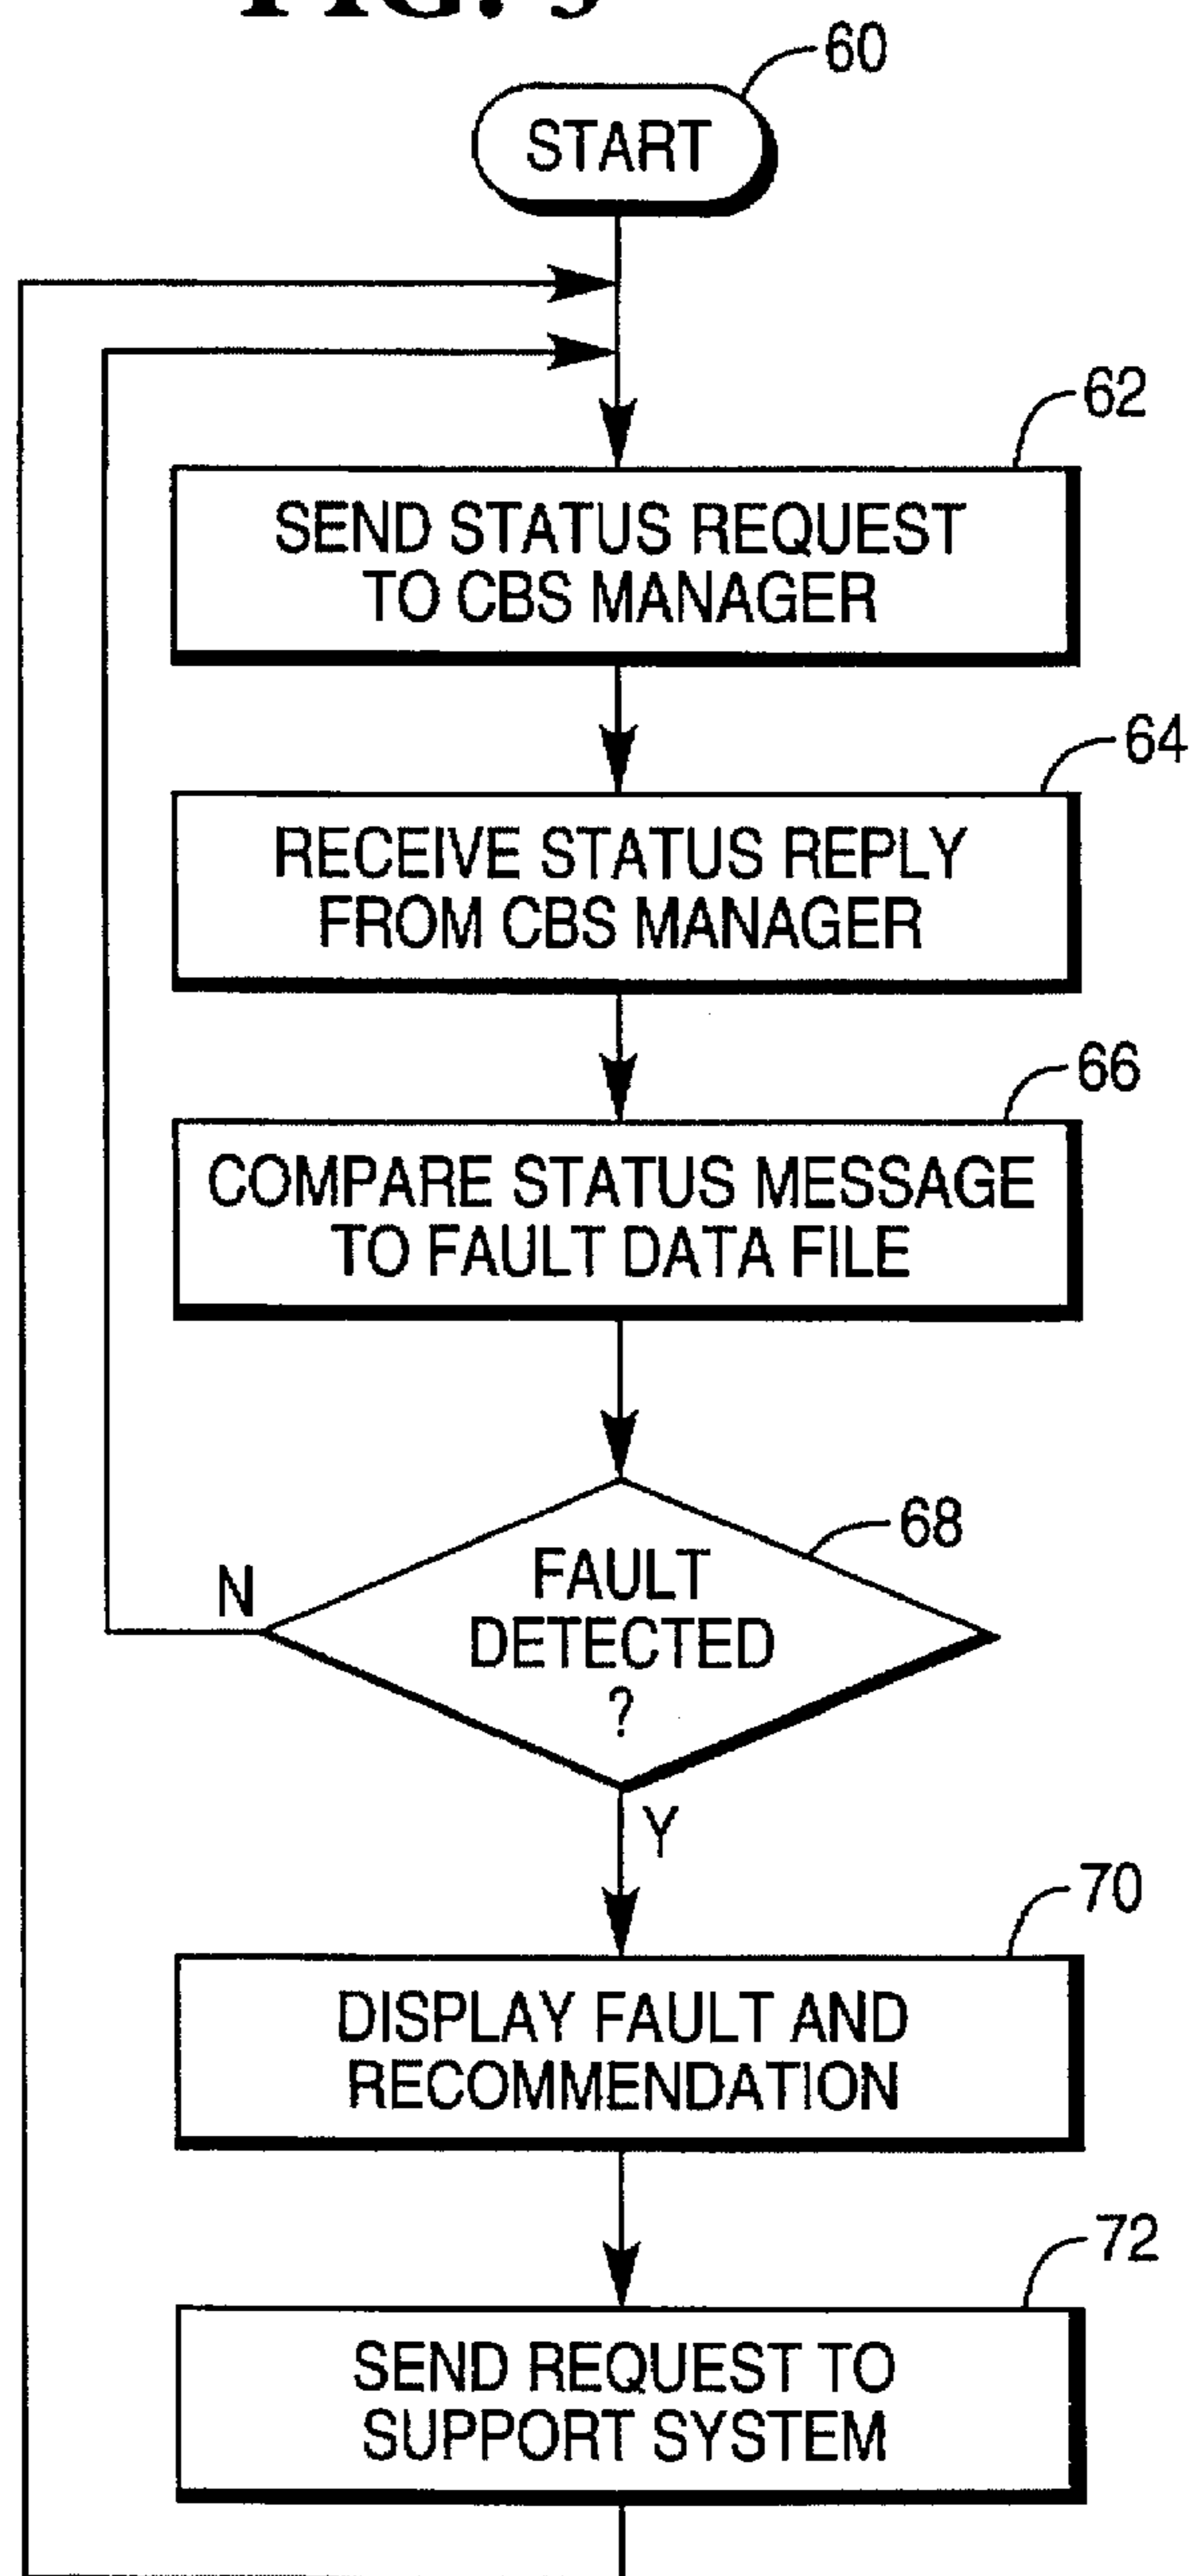 60
START
62
SEND STATUS REQUEST
TO CBS MANAGER
64
RECEIVE STATUS REPLY
FROM CBS MANAGER
66
COMPARE STATUS MESSAGE
TO FAULT DATA FILE
68
FAULT
DETECTED
?
N
Y
70
DISPLAY FAULT AND
RECOMMENDATION
72
SEND REQUEST TO
SUPPORT SYSTEM